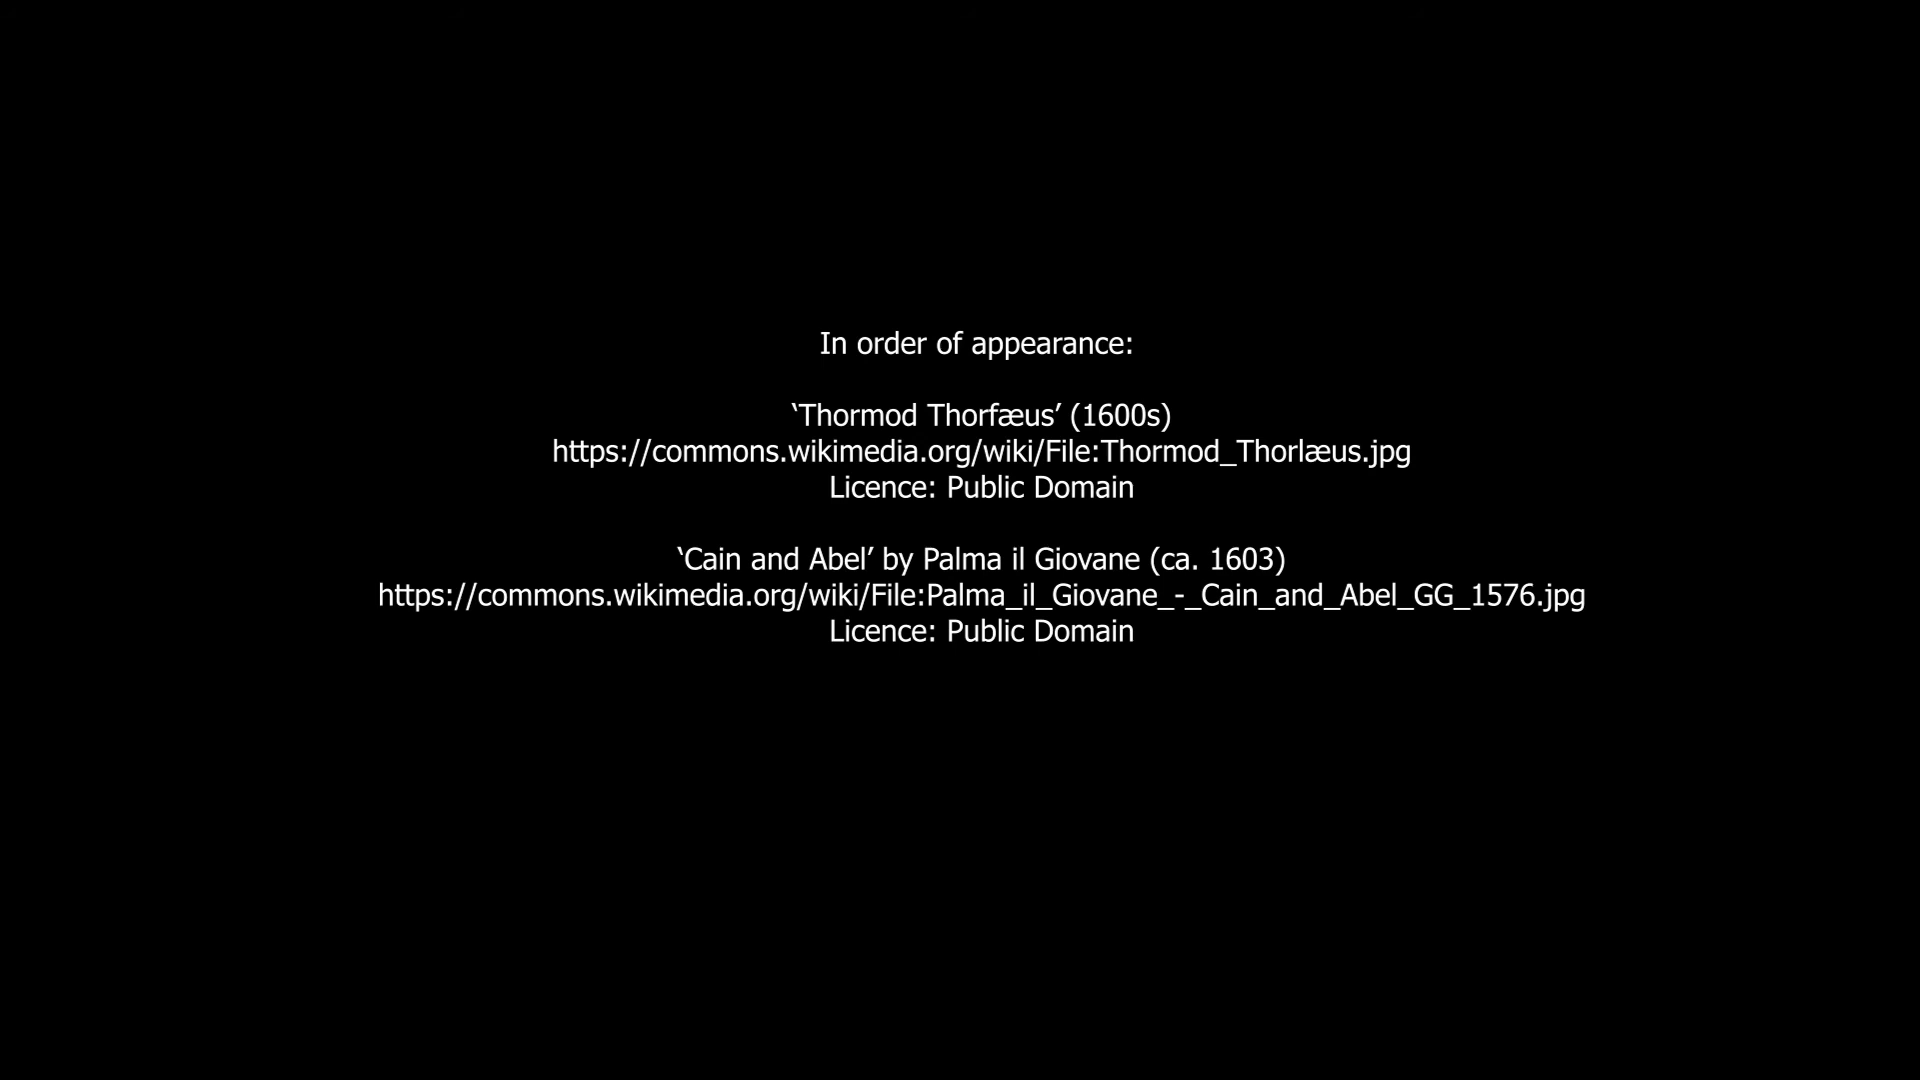 In order of appearance:
‘Thormod Thorfæus’ (1600s)
https://commons.wikimedia.org/wiki/File:Thormod_Thorlæus.jpg
Licence: Public Domain
‘Cain and Abel’ by Palma il Giovane (ca. 1603)
https://commons.wikimedia.org/wiki/File:Palma_il_Giovane_-_Cain_and_Abel_GG_1576.jpg
Licence: Public Domain